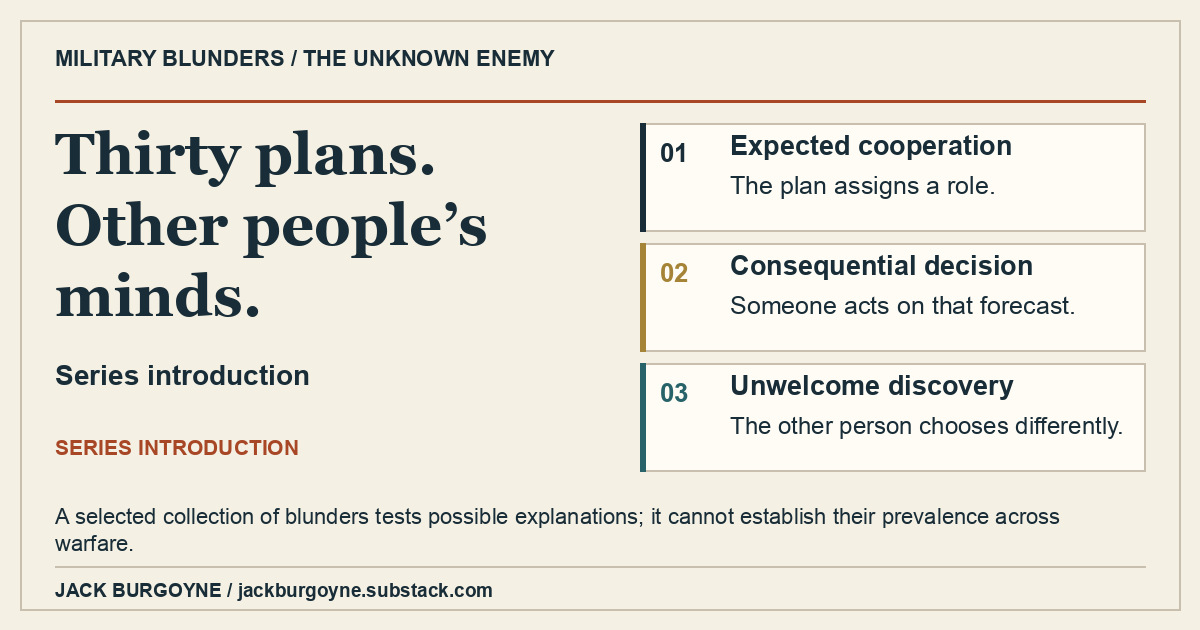 MILITARY BLUNDERS / THE UNKNOWN ENEMY
Thirty plans.
Other people’s
minds.
Series introduction
SERIES INTRODUCTION
01
Expected cooperation
The plan assigns a role.
02
Consequential decision
Someone acts on that forecast.
03
Unwelcome discovery
The other person chooses differently.
A selected collection of blunders tests possible explanations; it cannot establish their prevalence across
warfare.
JACK BURGOYNE / jackburgoyne.substack.com